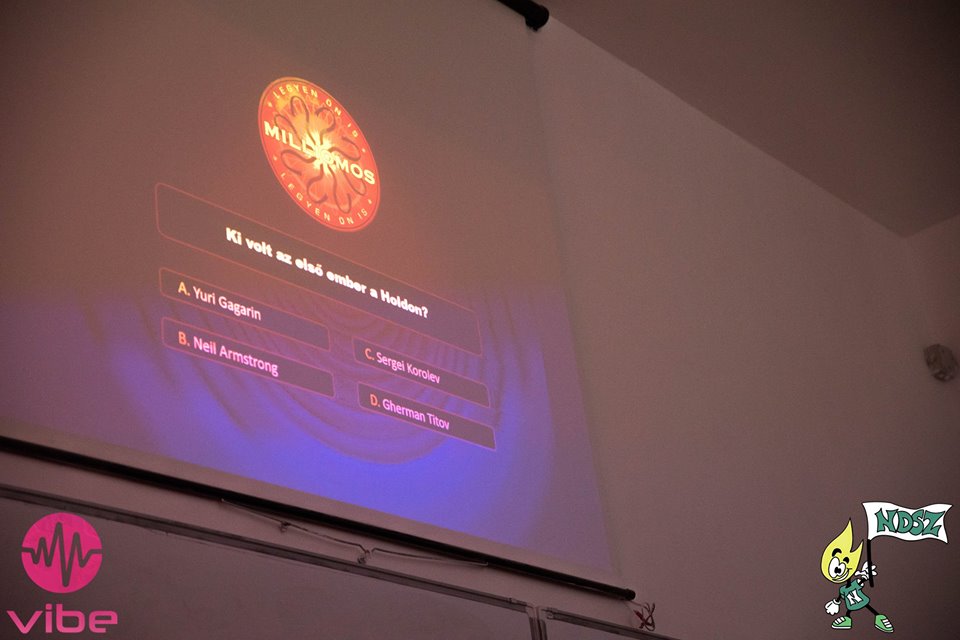 LEGYEN ÖN IS
MILLIOMOS
LEGYEN ÖN IS
Ki volt az első ember a Holdon?
A. Yuri Gagarin
B. Neil Armstrong
C. Sergei Korolev
D. Gherman Titov
vibe
NDSZ
N